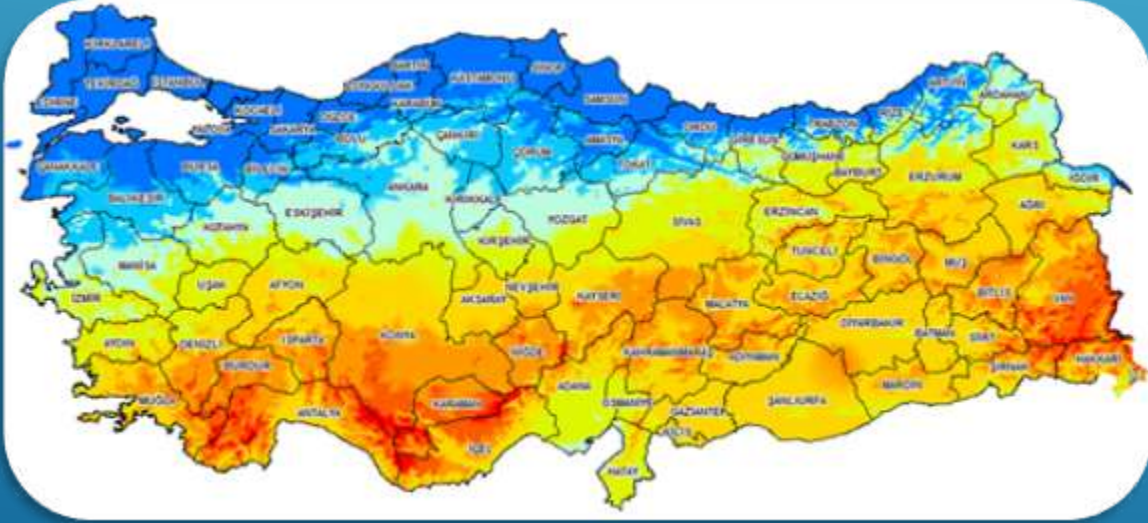 KIRKLARELİ
TEKİRDAĞ
İSTANBUL
EDİRNE
KOCAELİ
YALOVA
SAKARYA
DÜZCE
BOLU
ZONGULDAK
BARTIN
KARABÜK
KASTAMONU
SİNOP
SAMSUN
ÇANKIRI
ÇORUM
AMASYA
TOKAT
ORDU
GİRESUN
TRABZON
RİZE
ARTVİN
ARDAHAN
KARS
IĞDIR
GÜMÜŞHANE
BAYBURT
ERZURUM
AĞRI
ÇANAKKALE
BURSA
BİLECİK
BALIKESİR
KÜTAHYA
ESKİŞEHİR
ANKARA
KIRIKKALE
YOZGAT
KIRŞEHİR
SİVAS
ERZİNCAN
TUNCELİ
BİNGÖL
MUŞ
BİTLİS
VAN
MANİSA
İZMİR
UŞAK
AFYON
AKSARAY
NEVŞEHİR
KAYSERİ
MALATYA
ELAZIĞ
DİYARBAKIR
BATMAN
SİİRT
AYDIN
DENİZLİ
ISPARTA
BURDUR
KONYA
NİĞDE
KAHRAMANMARAŞ
ADIYAMAN
ŞIRNAK
HAKKARİ
MARDİN
MUĞLA
ANTALYA
KARAMAN
İÇEL
ADANA
OSMANİYE
GAZİANTEP
KİLİS
ŞANLIURFA
HATAY